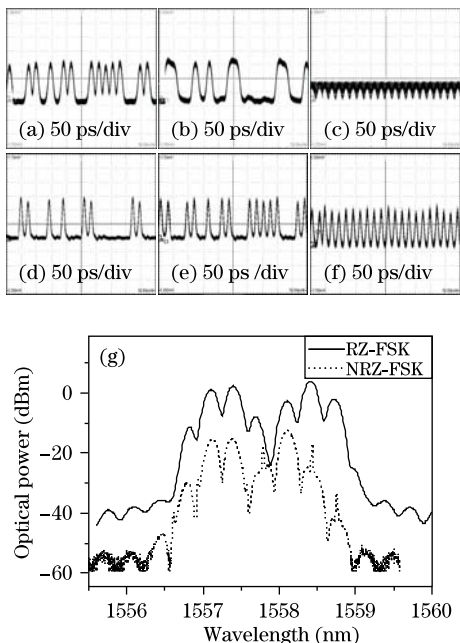 (a) 50 ps/div
(b) 50 ps/div
(c) 50 ps/div
(d) 50 ps/div
(e) 50 ps /div
(f) 50 ps/div
(g)
RZ-FSK
NRZ-FSK
Optical power (dBm)
0
−20
−40
−60
1556
1557
1558
1559
1560
Wavelength (nm)